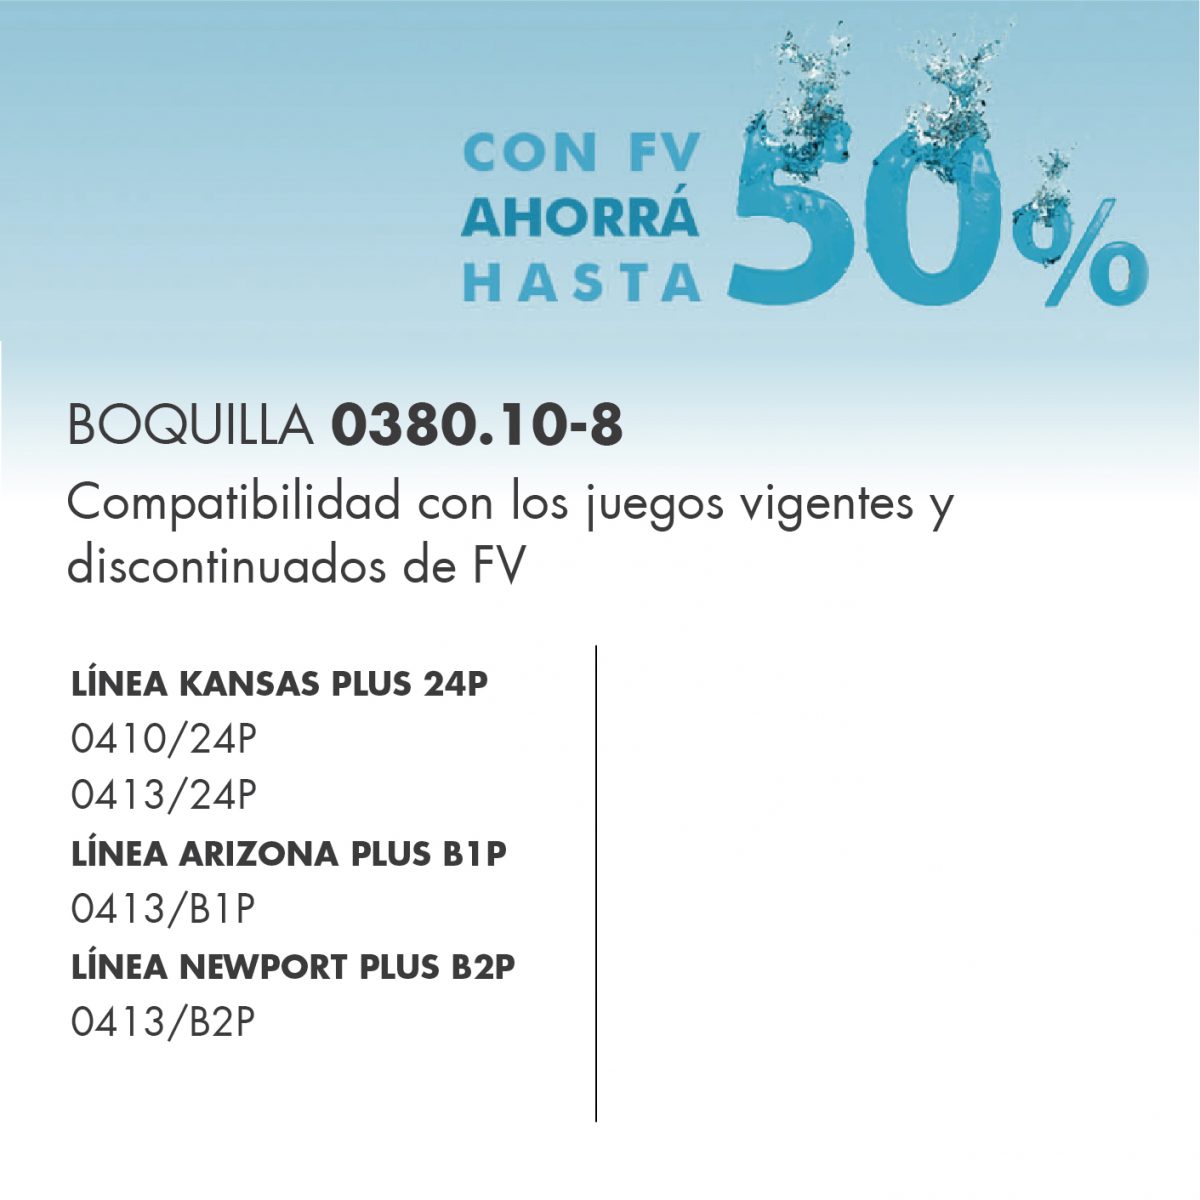 CON FV
AHORRÁ
HASTA
50%
BOQUILLA 0380.10-8
Compatibilidad con los juegos vigentes y
discontinuados de FV
LÍNEA KANSAS PLUS 24P
0410/24P
0413/24P
LÍNEA ARIZONA PLUS B1P
0413/B1P
LÍNEA NEWPORT PLUS B2P
0413/B2P